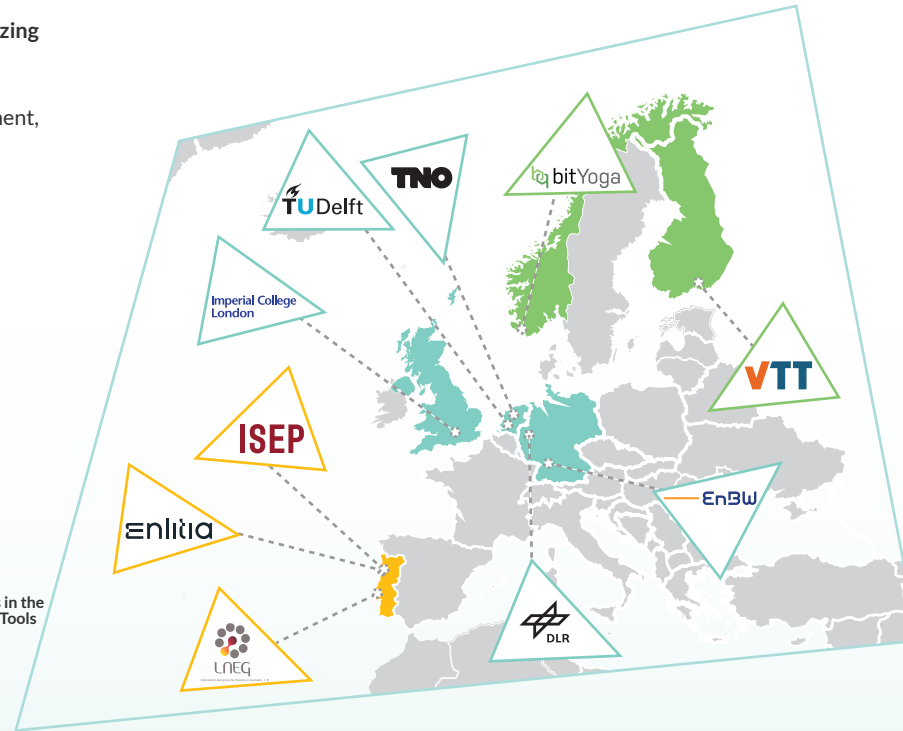 zing
nent,
TUDelft
TNO
bitYoga
Imperial College
London
VTT
ISEP
EnBW
enlitia
s in the
Tools
DLR
LNEG